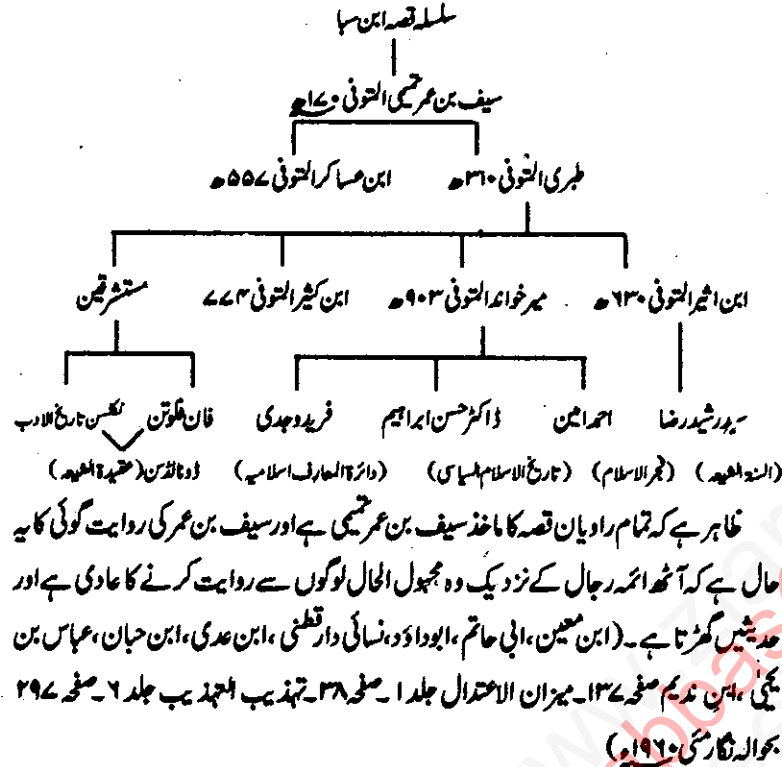 سلسلہ قصہ ابن سبا
سیف بن عمر تمیمی المتوفی ۱۷۰ھ
طبری المتوفی ۳۱۰ھ ابن عساکر المتوفی ۵۵۷ھ
ابن اثیر المتوفی ۶۳۰ھ میر خواند المتوفی ۹۰۳ھ ابن کثیر المتوفی ۷۷۴ مستشرقین
سید رشید رضا احمد امین ڈاکٹر حسن ابراہیم فرید وجدی فان فلوتن نکلسن تاریخ الادب
(السنۃ الشیعہ) (فجر الاسلام) (تاریخ الاسلام السیاسی) (دائرۃ المعارف اسلامیہ) ڈونالڈسن (عقیدۃ الشیعہ)
ظاہر ہے کہ تمام راویان قصہ کا ماخذ سیف بن عمر تمیمی ہے اور سیف بن عمر کی روایت گوئی کا یہ
حال ہے کہ آٹھ ائمہ رجال کے نزدیک وہ مجہول الحال لوگوں سے روایت کرنے کا عادی ہے اور
حدیثیں گھڑتا ہے۔ (ابن معین، ابی حاتم، ابوداؤد، نسائی دار قطنی، ابن عدی، ابن حبان، عباس بن
یحییٰ، ابن ندیم صفحہ ۱۳۷۔ میزان الاعتدال جلد ۱۔ صفحہ ۳۸۔ تہذیب التہذیب جلد ۶۔ صفحہ ۲۹۷
بحوالہ نگار مئی ۱۹۶۰ء)